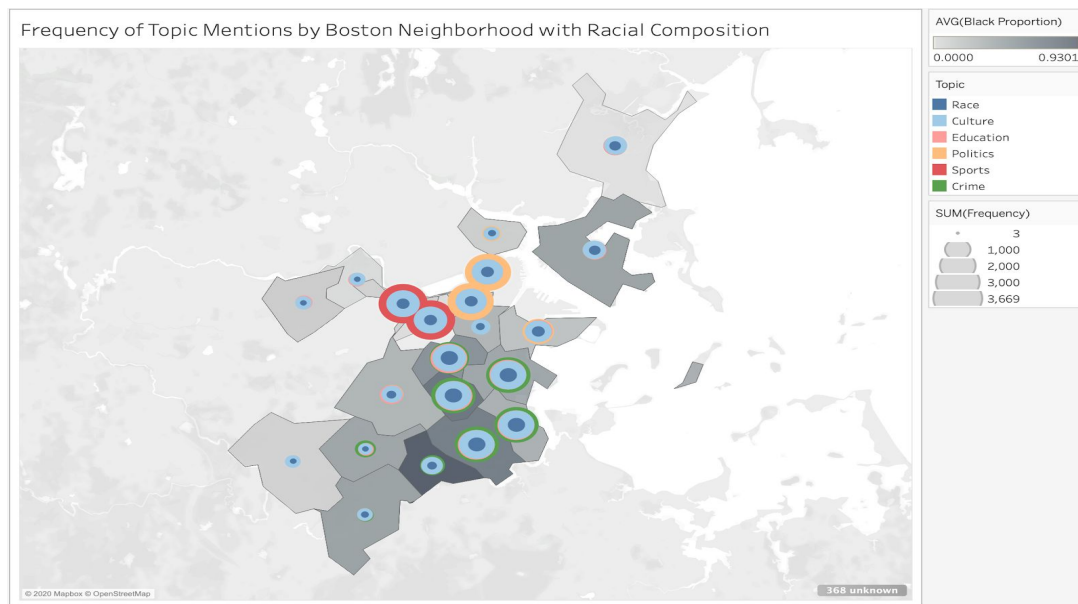 Frequency of Topic Mentions by Boston Neighborhood with Racial Composition
AVG(Black Proportion)
0.0000 0.9301
Topic
Race
Culture
Education
Politics
Sports
Crime
SUM(Frequency)
3
1,000
2,000
3,000
3,669
© 2020 Mapbox © OpenStreetMap
368 unknown